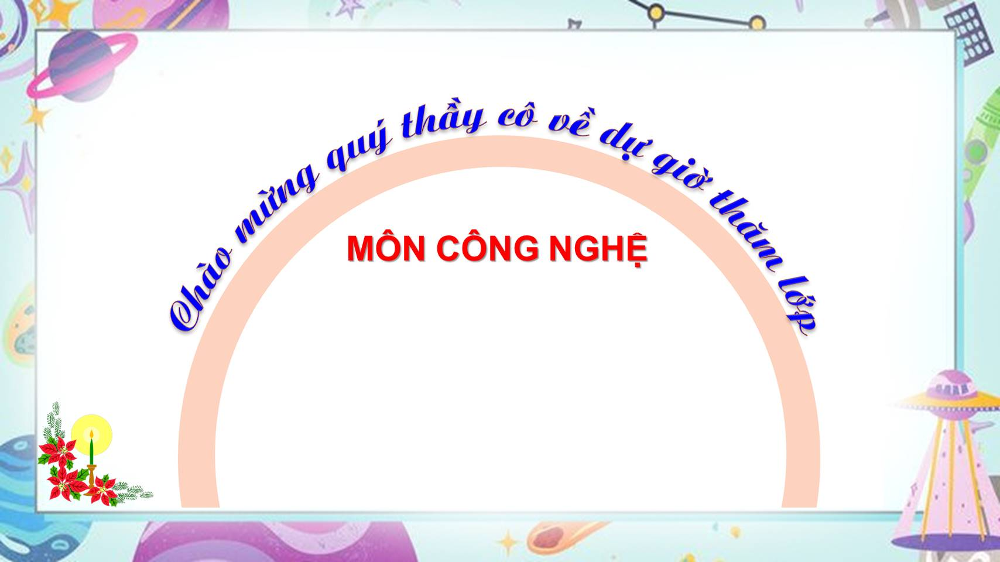 Chào mừng quý thầy cô về dự giờ thăm lớp
MÔN CÔNG NGHỆ